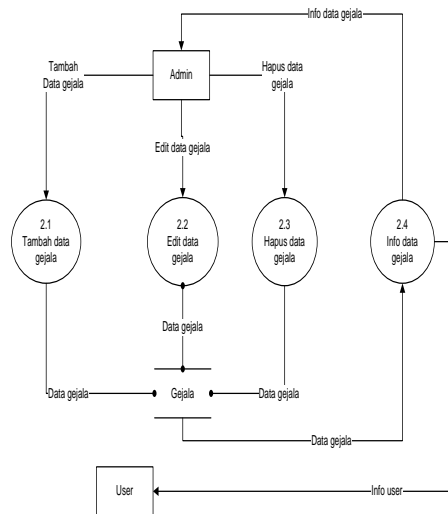 Info data gejala
Tambah
Data gejala
Admin
Hapus data
gejala
Edit data gejala
2.1
Tambah data
gejala
2.2
Edit data
gejala
2.3
Hapus data
gejala
2.4
Info data
gejala
Data gejala
Data gejala
Gejala
Data gejala
Data gejala
User
Info user